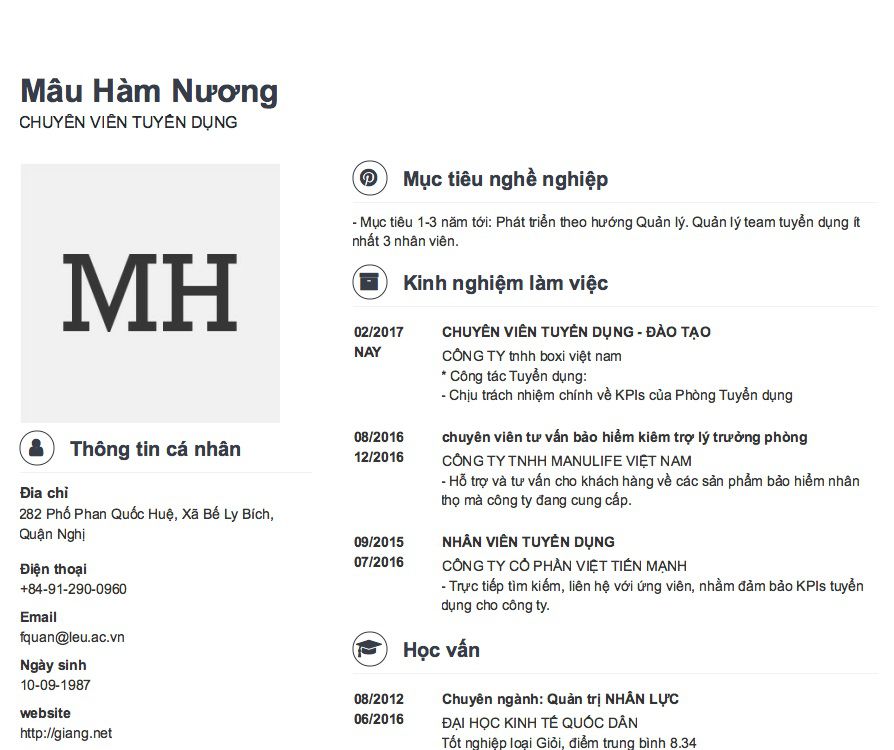 Mâu Hàm Nương
CHUYÊN VIÊN TUYỂN DỤNG
MH
Thông tin cá nhân
Đia chỉ
282 Phố Phan Quốc Huệ, Xã Bế Ly Bích,
Quận Nghị
Điện thoại
+84-91-290-0960
Email
fquan@leu.ac.vn
Ngày sinh
10-09-1987
website
http://giang.net
Mục tiêu nghề nghiệp
- Mục tiêu 1-3 năm tới: Phát triển theo hướng Quản lý. Quản lý team tuyển dụng ít
nhất 3 nhân viên.
Kinh nghiệm làm việc
02/2017
NAY
CHUYÊN VIÊN TUYỂN DỤNG - ĐÀO TẠO
CÔNG TY tnhh boxi việt nam
* Công tác Tuyển dụng:
- Chịu trách nhiệm chính về KPIs của Phòng Tuyển dụng
08/2016
12/2016
chuyên viên tư vấn bảo hiểm kiêm trợ lý trưởng phòng
CÔNG TY TNHH MANULIFE VIỆT NAM
- Hỗ trợ và tư vấn cho khách hàng về các sản phẩm bảo hiểm nhân
thọ mà công ty đang cung cấp.
09/2015
07/2016
NHÂN VIÊN TUYỂN DỤNG
CÔNG TY CỔ PHẦN VIỆT TIẾN MẠNH
- Trực tiếp tìm kiếm, liên hệ với ứng viên, nhằm đảm bảo KPIs tuyển
dụng cho công ty.
Học vấn
08/2012
06/2016
Chuyên ngành: Quản trị NHÂN LỰC
ĐẠI HỌC KINH TẾ QUỐC DÂN
Tốt nghiệp loại Giỏi, điểm trung bình 8.34